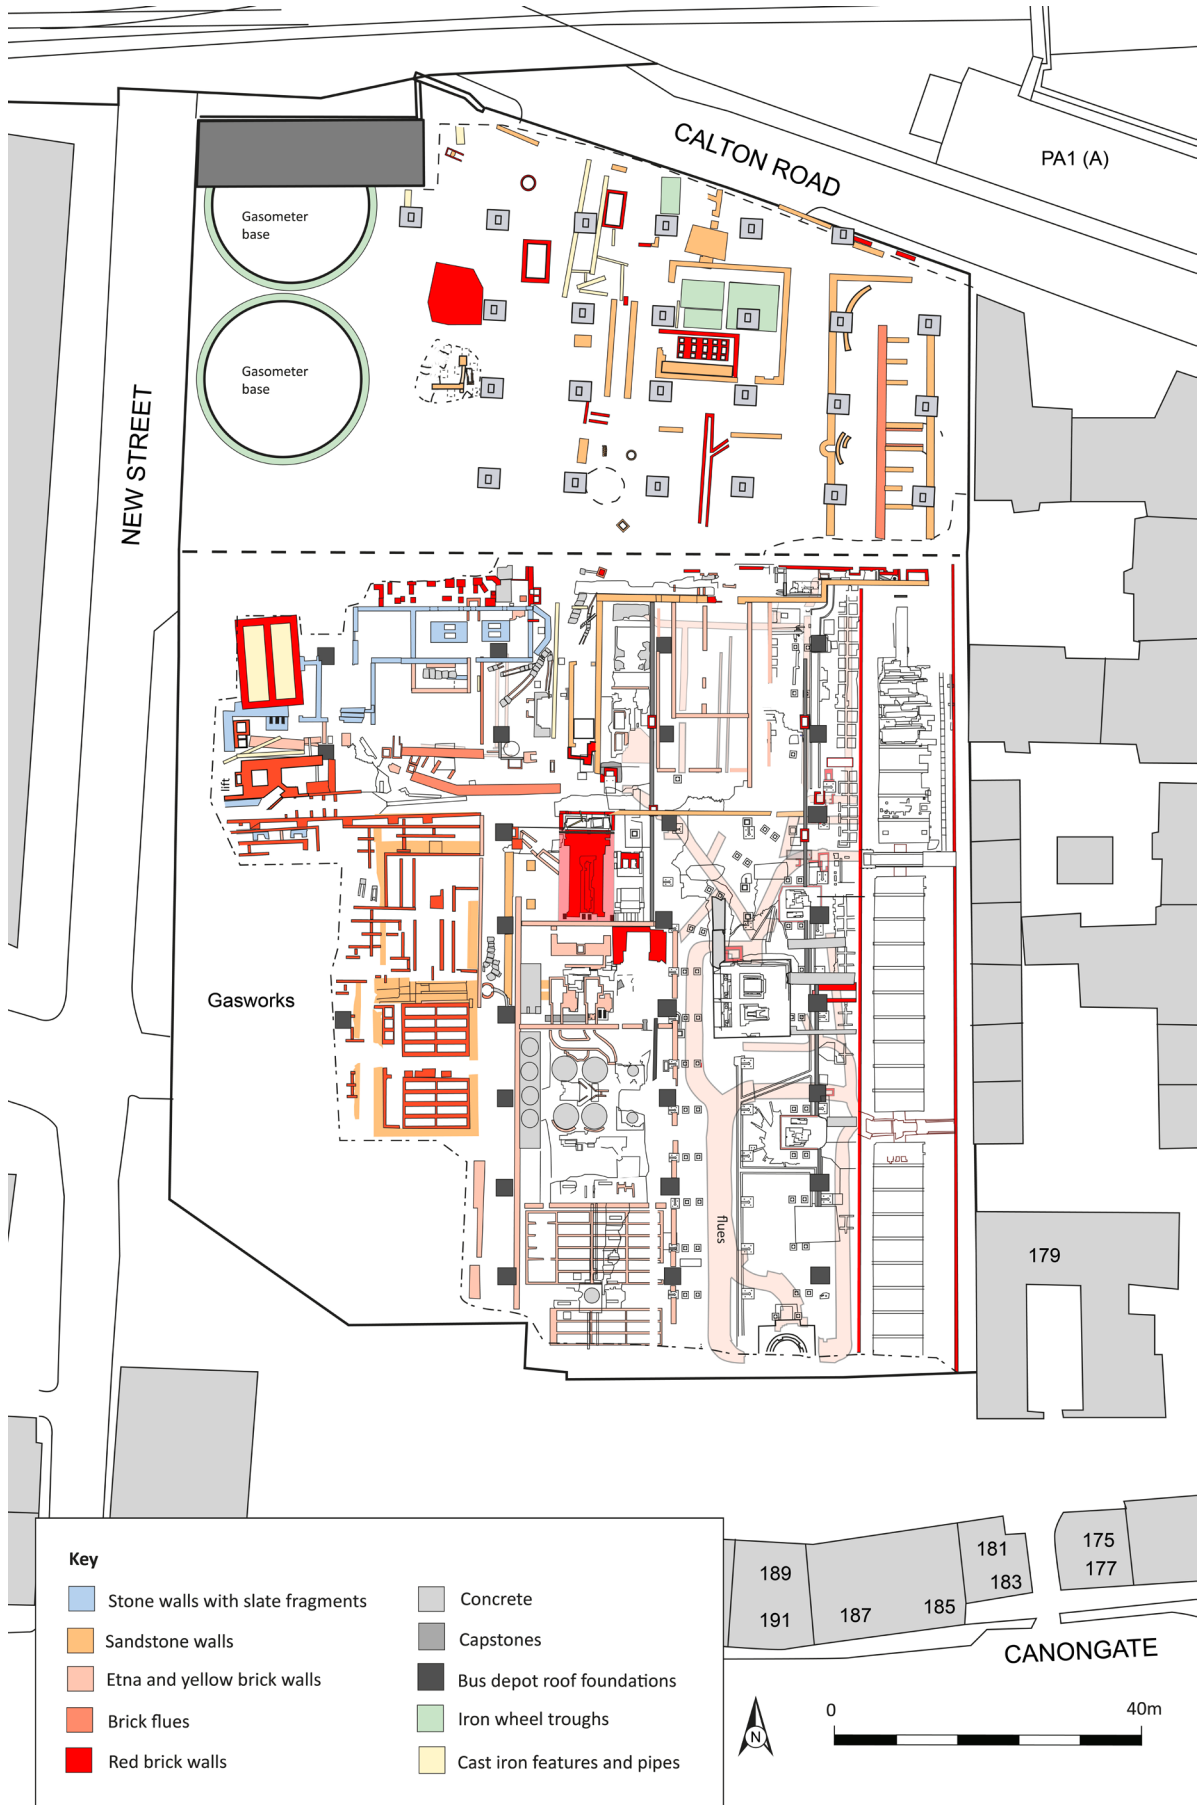 CALTON ROAD
PA1 (A)
Gasometer
base
Gasometer
base
NEW STREET
lift
Gasworks
flues
179
189
191
187
185
181
183
175
177
CANONGATE
Key
Stone walls with slate fragments
Sandstone walls
Etna and yellow brick walls
Brick flues
Red brick walls
Concrete
Capstones
Bus depot roof foundations
Iron wheel troughs
Cast iron features and pipes
N
0 40m